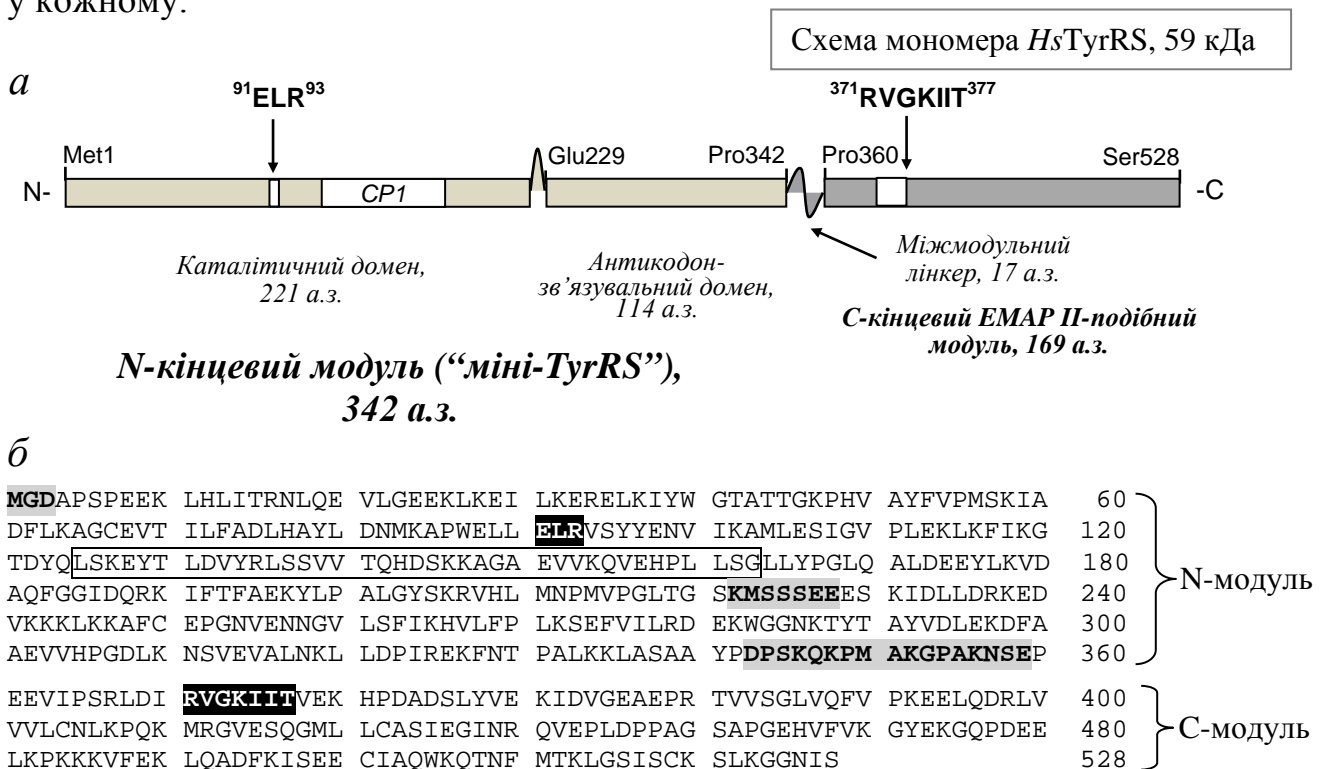 у кожному.
Схема мономера HsTyrRS, 59 кДа
а
⁹¹ELR⁹³
³⁷¹RVGKIIT³⁷⁷
Met1
Glu229
Pro342
Pro360
Ser528
N-
CP1
-C
Каталітичний домен,
221 а.з.
Антикодон-
зв’язувальний домен,
114 а.з.
Міжмодульний
лінкер, 17 а.з.
С-кінцевий EMAP II-подібний
модуль, 169 а.з.
N-кінцевий модуль (“міні-TyrRS”),
342 а.з.
б
MGDAPSPEEK LHLITRNLQE VLGEEKLKEI LKERELKIYW GTATTGKPHV AYFVPMSKIA 60
DFLKAGCEVT ILFADLHAYL DNMKAPWELL ELRVSYYENV IKAMLESIGV PLEKLKFIKG 120
TDYQLSKEYT LDVYRLSSVV TQHDSKKAGA EVVKQVEHPL LSGLLYPGLQ ALDEEYLKVD 180
AQFGGIDQRK IFTFAEKYLP ALGYSKRVHL MNPMVPGLTG SKMSSSEEES KIDLLDRKED 240
VKKKLKKAFC EPGNVENNGV LSFIKHVLFP LKSEFVILRD EKWGGNKTYT AYVDLEKDFA 300
AEVVHPGDLK NSVEVALNKL LDPIREKFNT PALKKLASAA YPDPSKQKPM AKGPAKNSEP 360
N-модуль
EEVIPSRLDI RVGKIITVEK HPDADSLYVE KIDVGEAEPR TVVSGLVQFV PKEELQDRLV 400
VVLCNLKPQK MRGVESQGML LCASIEGINR QVEPLDPPAG SAPGEHVFVK GYEKGQPDEE 480
LKPKKKVFEK LQADFKISEE CIAQWKQTNF MTKLGSISCK SLKGGNIS 528
С-модуль